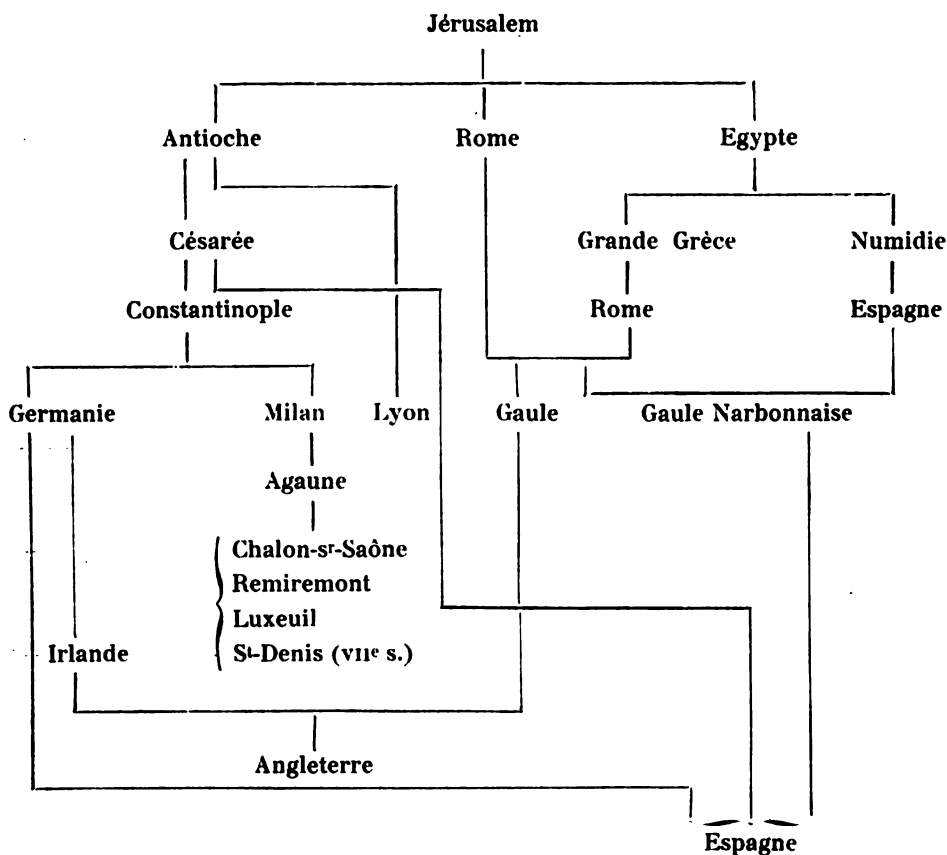 Jérusalem
Antioche Rome Egypte
Césarée Grande Grèce Numidie
Constantinople Rome Espagne
Germanie Milan Lyon Gaule Gaule Narbonnaise
Agaune
Chalon-sr-Saône
Remiremont
Luxeuil
Irlande St-Denis (VIIe s.)
Angleterre
Espagne